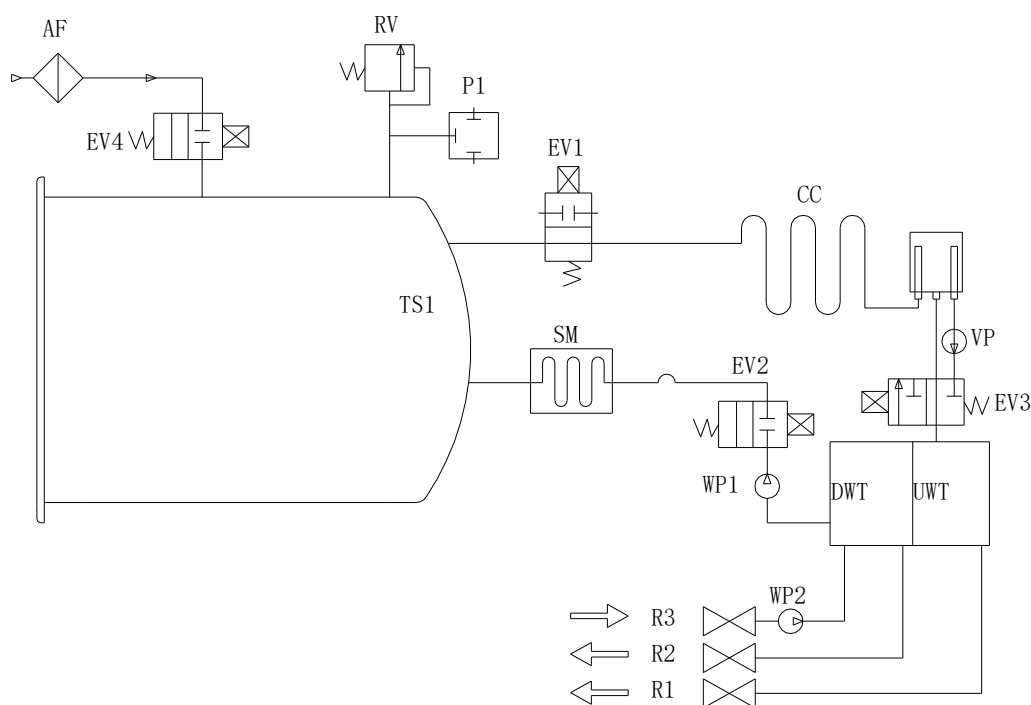 AF
RV
P1
EV4
EV1
CC
TS1
SM
EV2
VP
EV3
WP1
DWT
UWT
WP2
R3
R2
R1